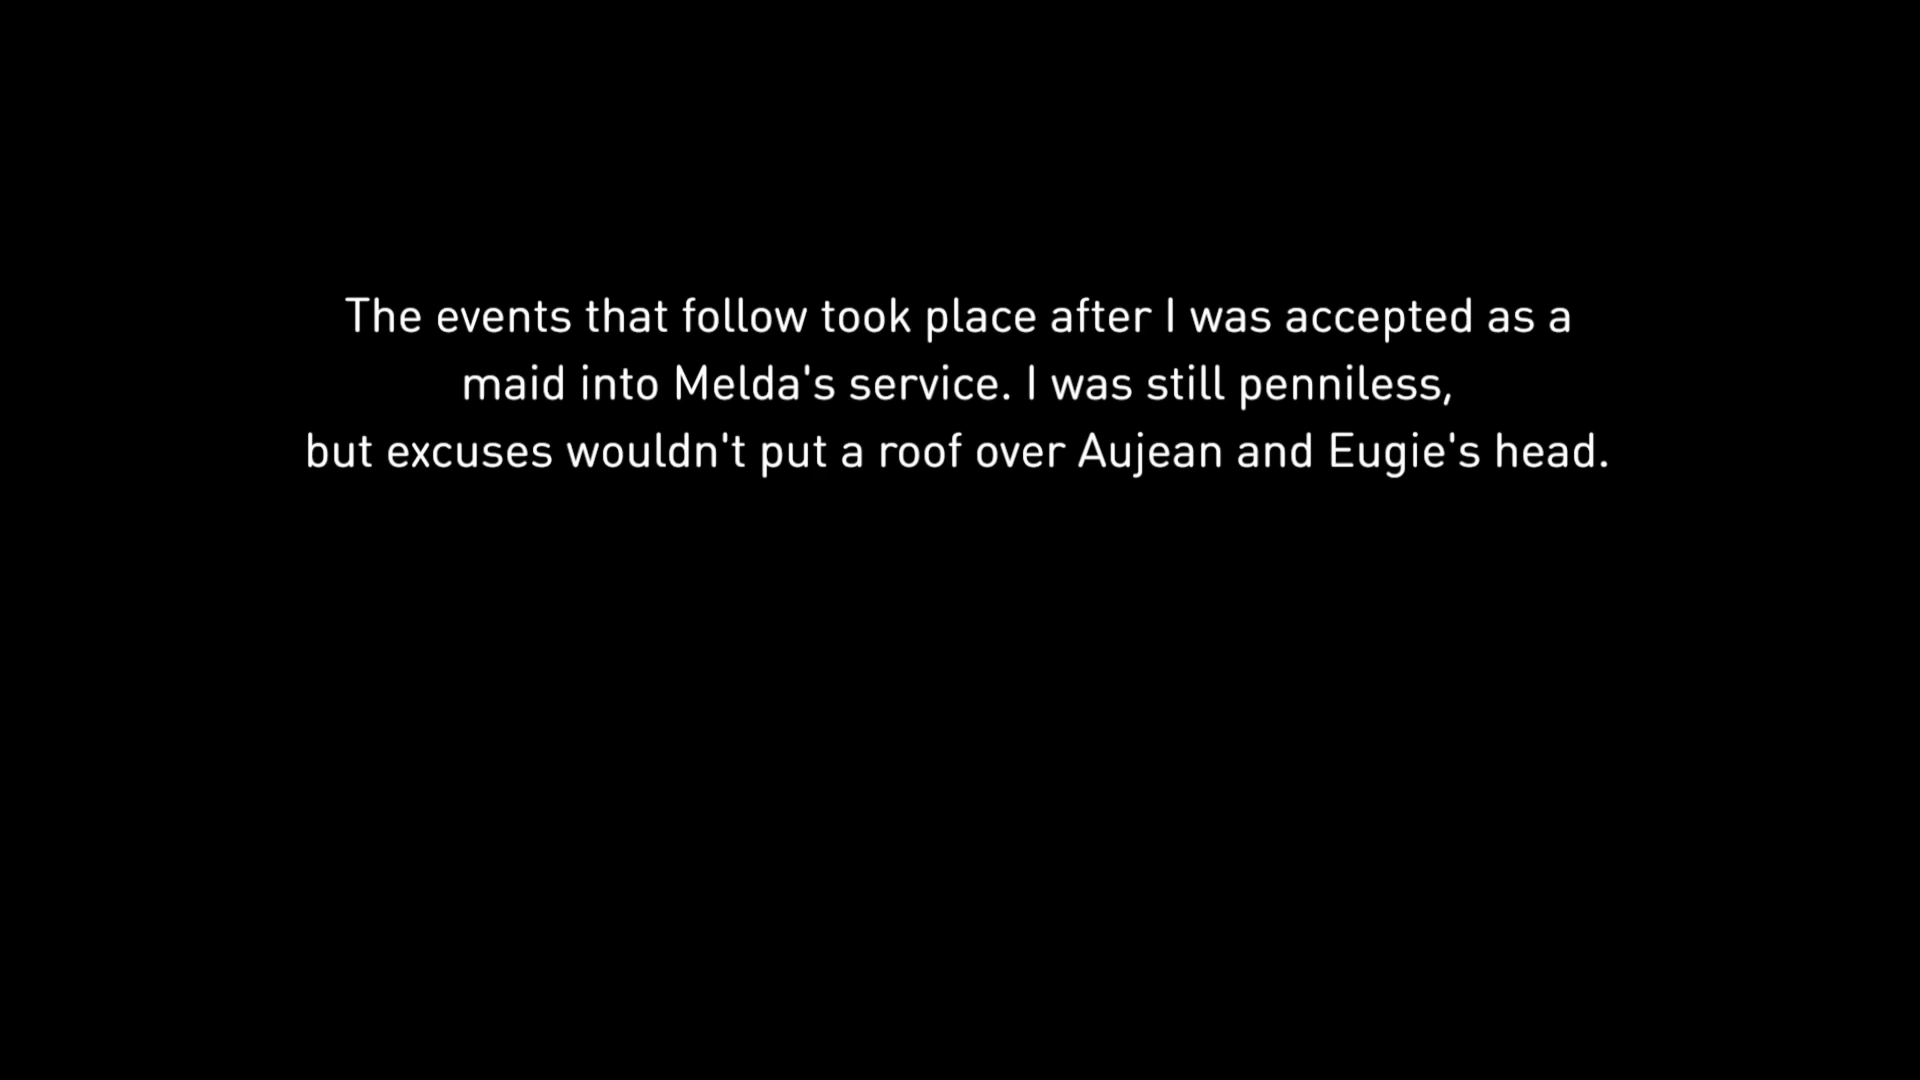 The events that follow took place after I was accepted as a
maid into Melda's service. I was still penniless,
but excuses wouldn't put a roof over Aujean and Eugie's head.